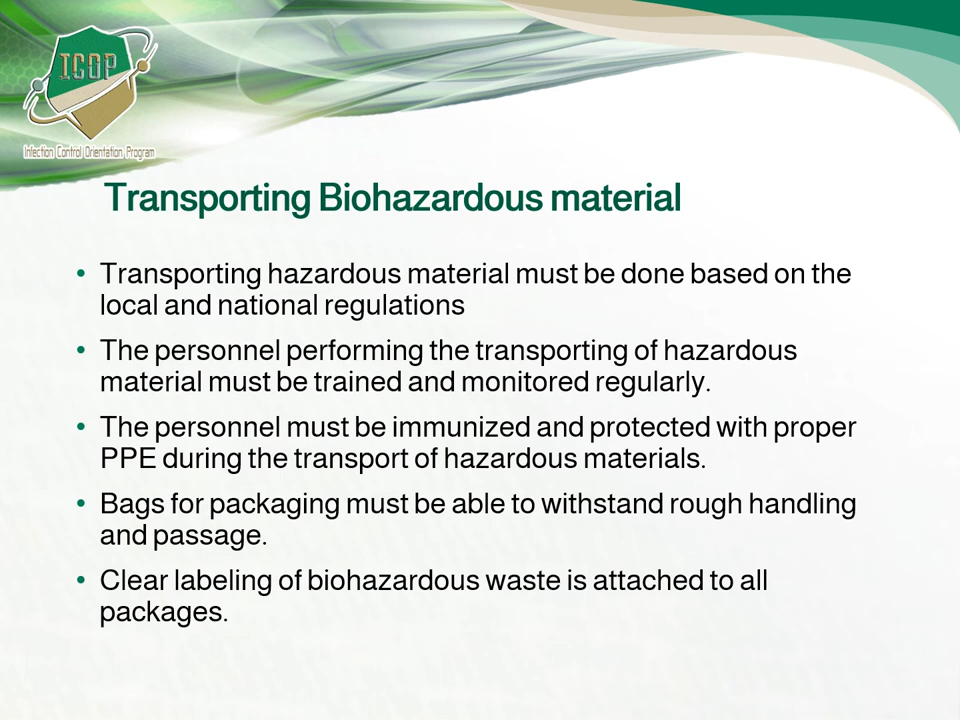 ICOP
Infection Control Orientation Program
Transporting Biohazardous material
• Transporting hazardous material must be done based on the
local and national regulations
• The personnel performing the transporting of hazardous
material must be trained and monitored regularly.
• The personnel must be immunized and protected with proper
PPE during the transport of hazardous materials.
• Bags for packaging must be able to withstand rough handling
and passage.
• Clear labeling of biohazardous waste is attached to all
packages.